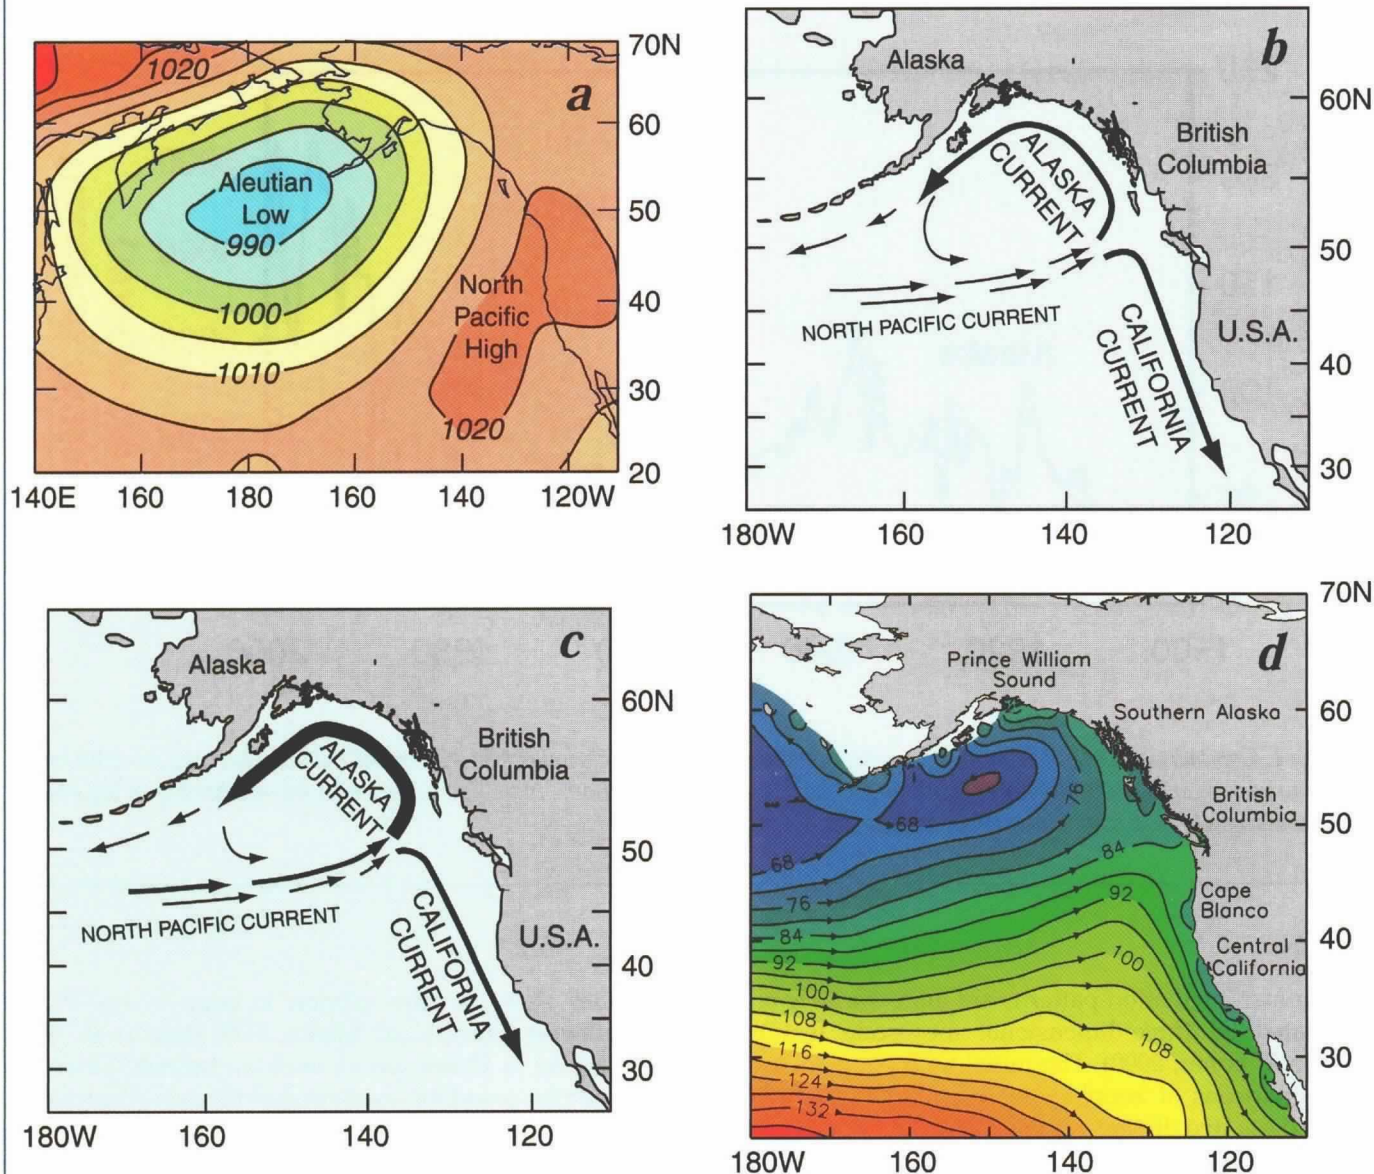 a
1020
Aleutian
Low
990
1000
1010
North
Pacific
High
1020
70N
60
50
40
30
20
140E
160
180
160
140
120W
b
Alaska
British
Columbia
ALASKA
CURRENT
NORTH PACIFIC CURRENT
CALIFORNIA
CURRENT
U.S.A.
60N
50
40
30
180W
160
140
120
c
Alaska
British
Columbia
ALASKA
CURRENT
NORTH PACIFIC CURRENT
CALIFORNIA
CURRENT
U.S.A.
60N
50
40
30
180W
160
140
120
d
Prince William
Sound
Southern Alaska
British
Columbia
Cape
Blanco
Central
California
76
68
68
84
76
92
84
92
100
100
108
108
116
124
132
70N
60
50
40
30
180W
160
140
120